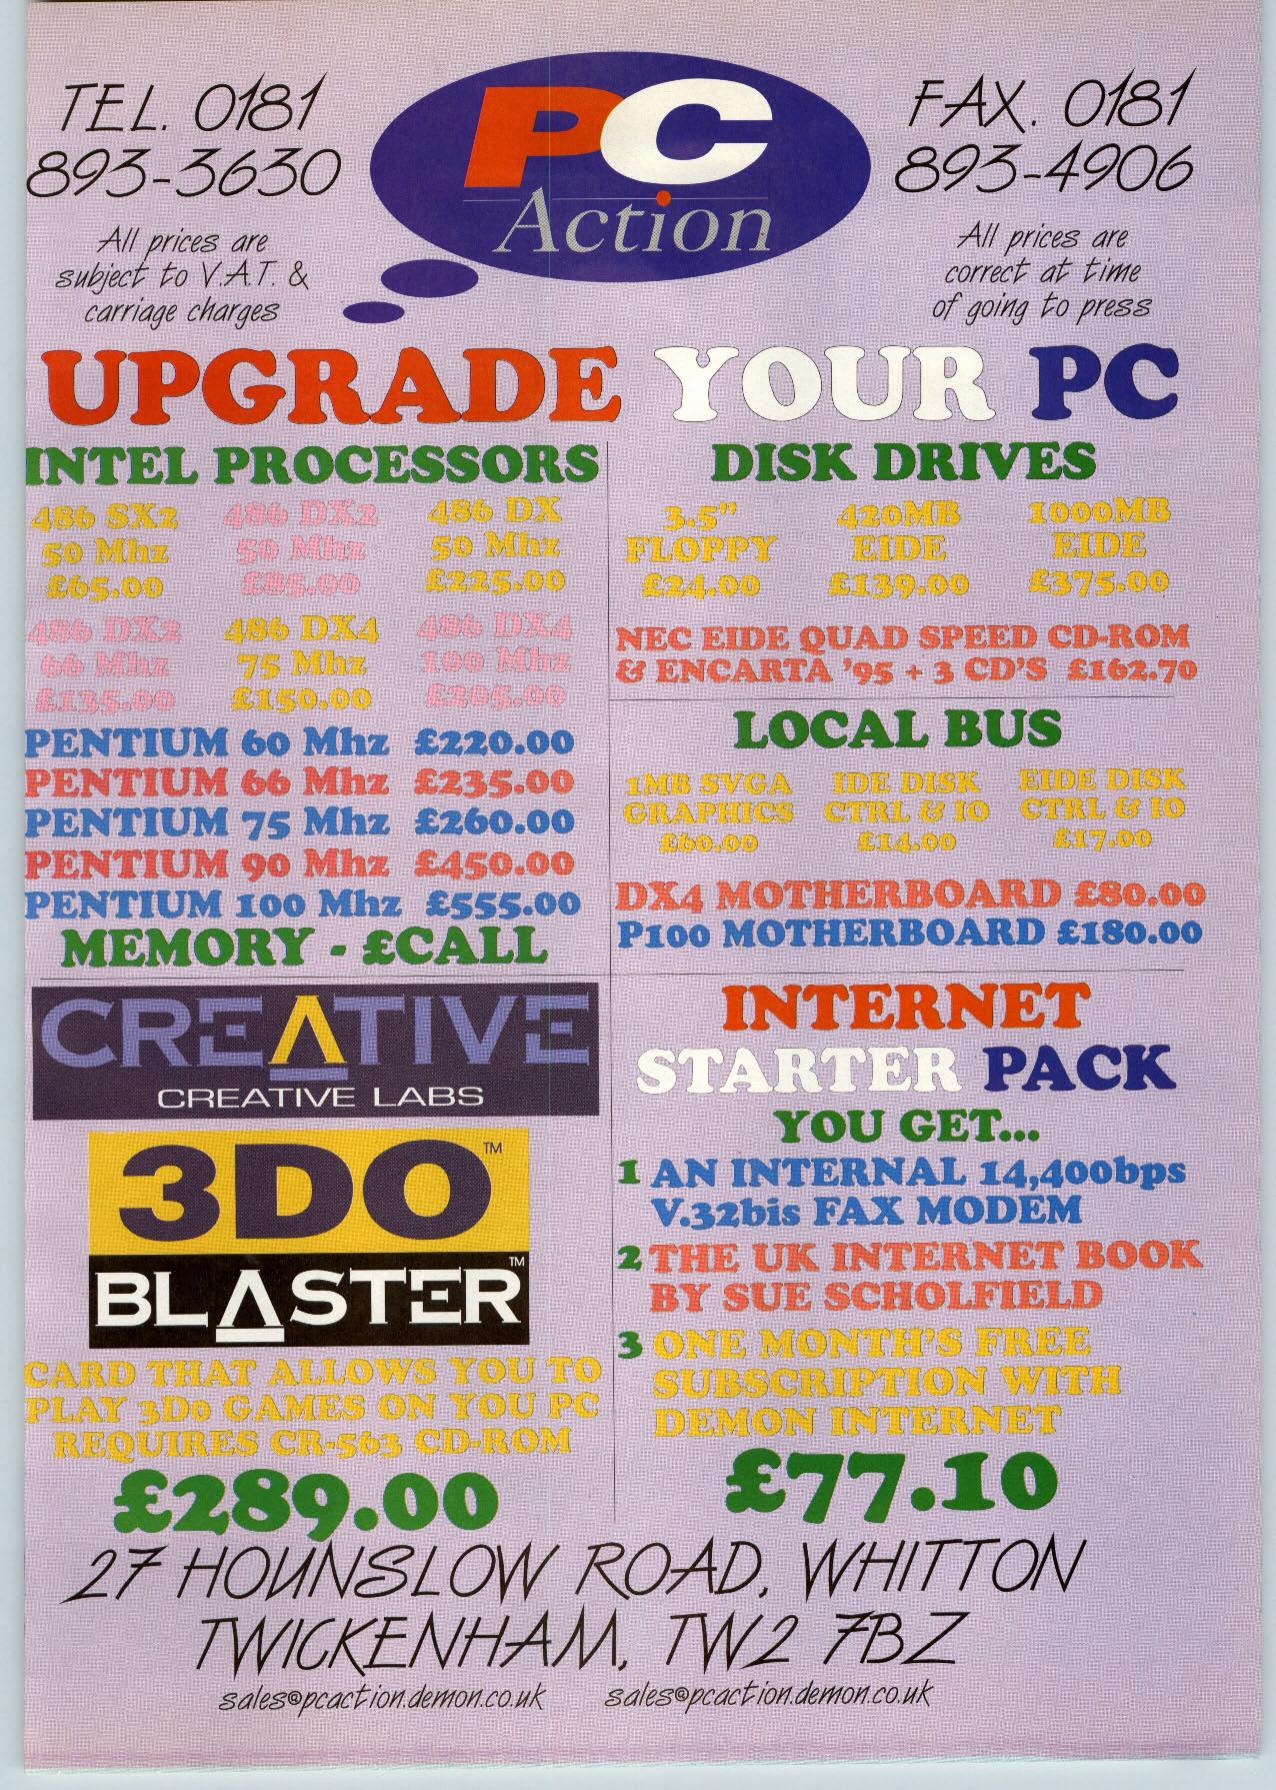 TEL. 0181
893-3630
All prices are
subject to V.A.T. &
carriage charges
PC
Action
FAX. 0181
893-4906
All prices are
correct at time
of going to press
UPGRADE YOUR PC
INTEL PROCESSORS
486 SX2
50 Mhz
£65.00
486 DX2
50 Mhz
£85.00
486 DX
50 Mhz
£225.00
486 DX2
66 Mhz
£135.00
486 DX4
75 Mhz
£150.00
486 DX4
100 Mhz
£205.00
PENTIUM 60 Mhz £220.00
PENTIUM 66 Mhz £235.00
PENTIUM 75 Mhz £260.00
PENTIUM 90 Mhz £450.00
PENTIUM 100 Mhz £555.00
MEMORY - £CALL
DISK DRIVES
3.5"
FLOPPY
£24.00
420MB
EIDE
£139.00
1000MB
EIDE
£375.00
NEC EIDE QUAD SPEED CD-ROM
& ENCARTA '95 + 3 CD'S £162.70
LOCAL BUS
1MB SVGA
GRAPHICS
£60.00
IDE DISK
CTRL & IO
£14.00
EIDE DISK
CTRL & IO
£17.00
DX4 MOTHERBOARD £80.00
P100 MOTHERBOARD £180.00
CREATIVE
CREATIVE LABS
3DO™
BLASTER™
CARD THAT ALLOWS YOU TO
PLAY 3D0 GAMES ON YOU PC
REQUIRES CR-563 CD-ROM
£289.00
INTERNET
STARTER PACK
YOU GET...
1 AN INTERNAL 14,400bps
V.32bis FAX MODEM
2 THE UK INTERNET BOOK
BY SUE SCHOLFIELD
3 ONE MONTH'S FREE
SUBSCRIPTION WITH
DEMON INTERNET
£77.10
27 HOUNSLOW ROAD, WHITTON
TWICKENHAM, TW2 7BZ
sales@pcaction.demon.co.uk sales@pcaction.demon.co.uk